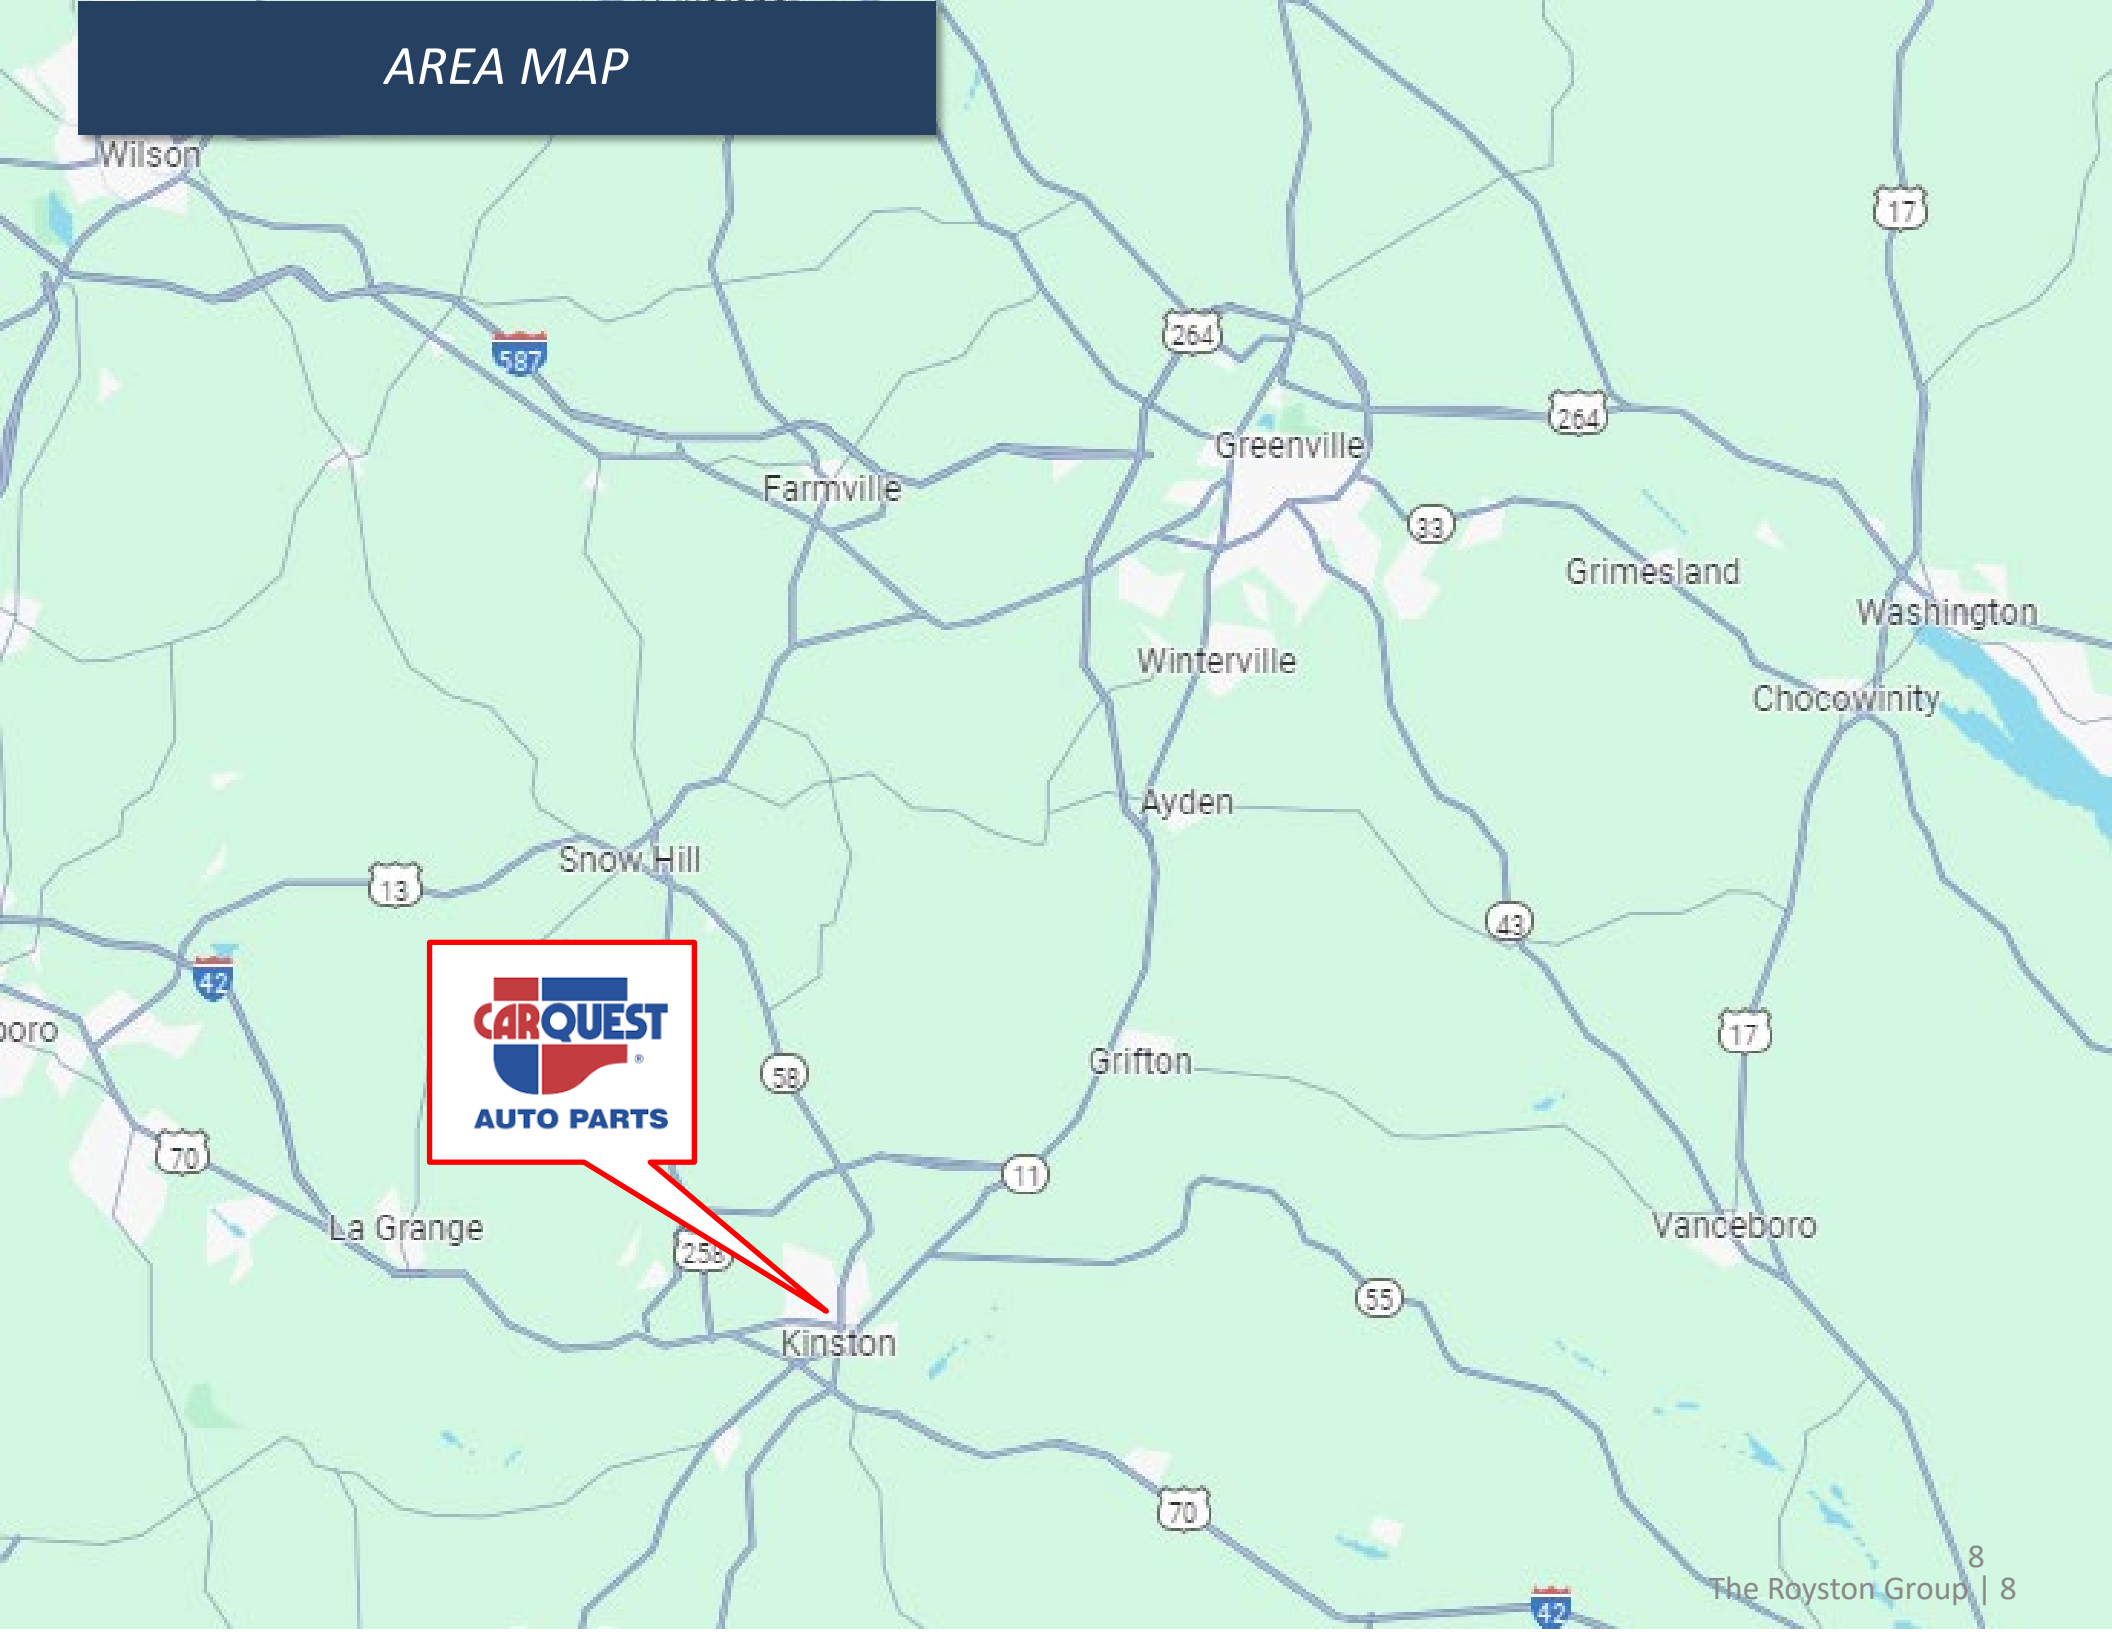 AREA MAP
Wilson
17
264
587
264
Greenville
Farmville
33
Grimesland
Washington
Winterville
Chocowinity
Ayden
Snow Hill
13
43
42
CARQUEST
®
AUTO PARTS
boro
17
Grifton
58
70
11
La Grange
Vanceboro
258
55
Kinston
70
42
8
The Royston Group | 8